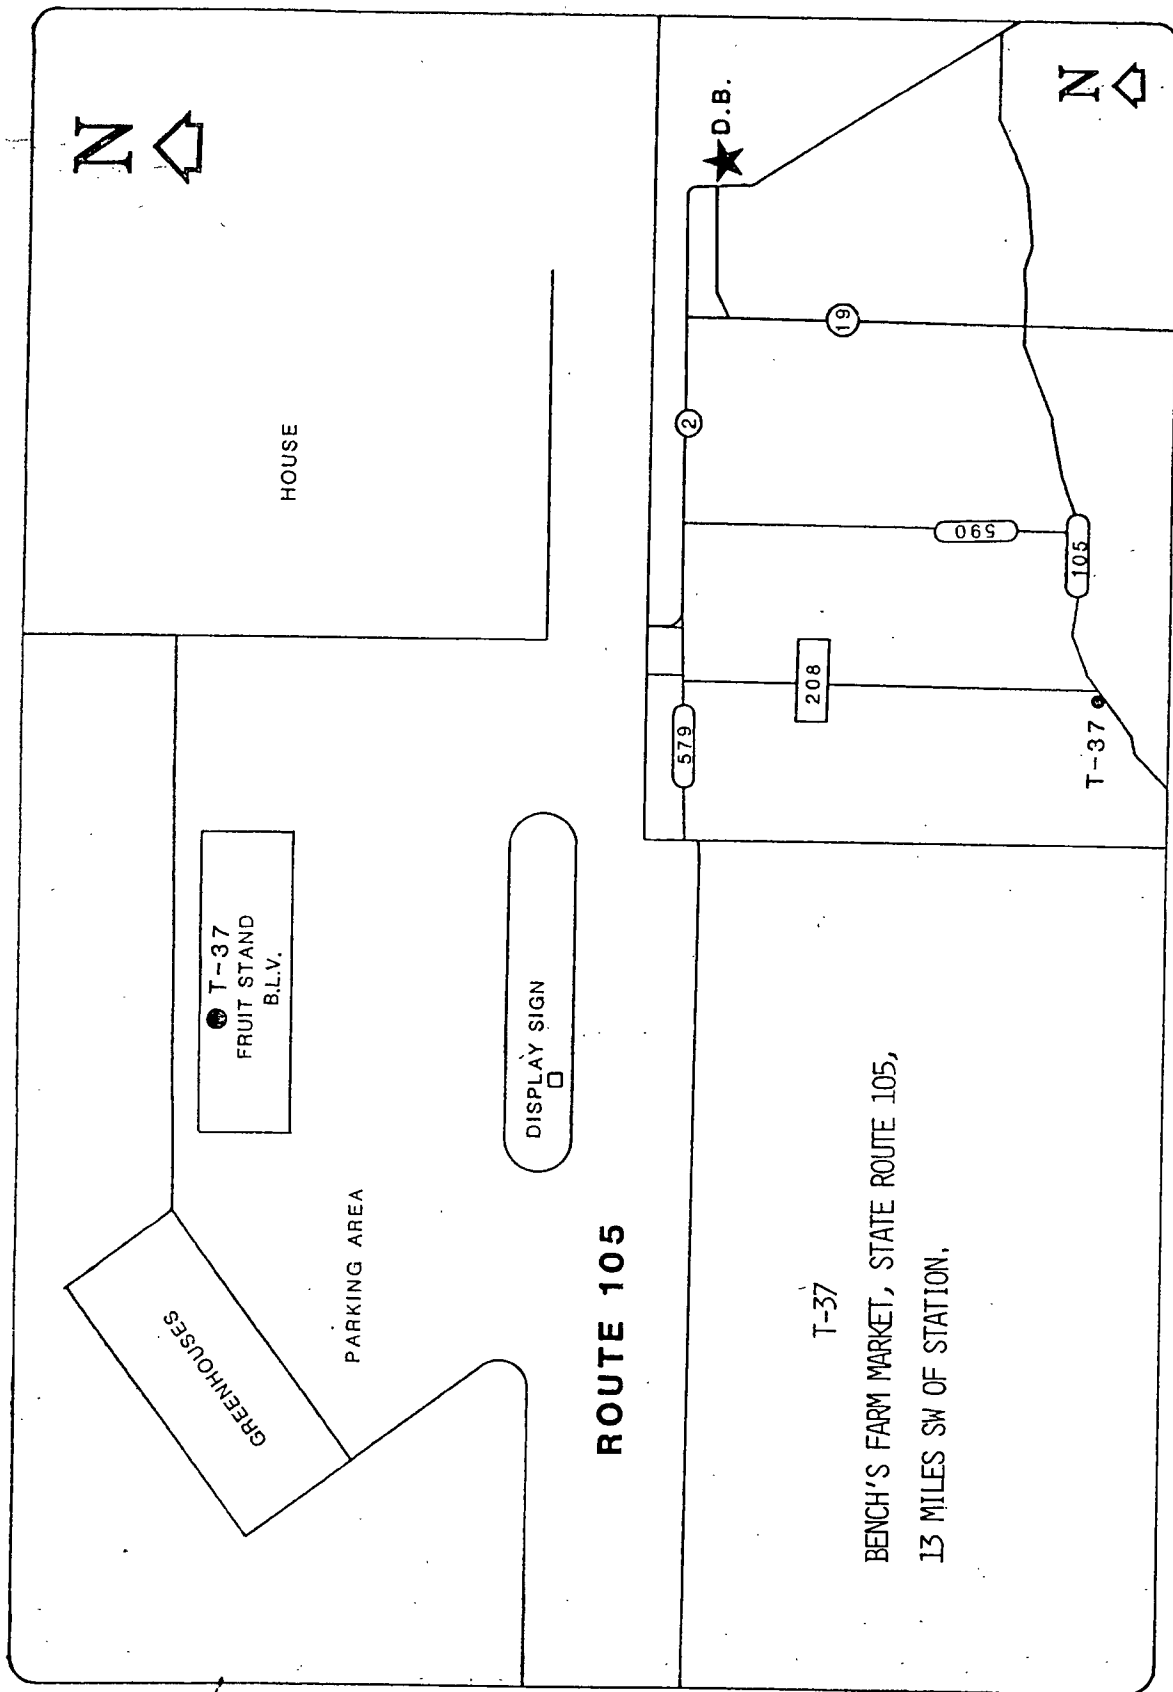 N
HOUSE
T-37
FRUIT STAND
B.L.V.
GREENHOUSES
PARKING AREA
DISPLAY SIGN
ROUTE 105
T-37
BENCH'S FARM MARKET, STATE ROUTE 105,
13 MILES SW OF STATION.
N
D.B.
2
19
579
590
208
105
T-37